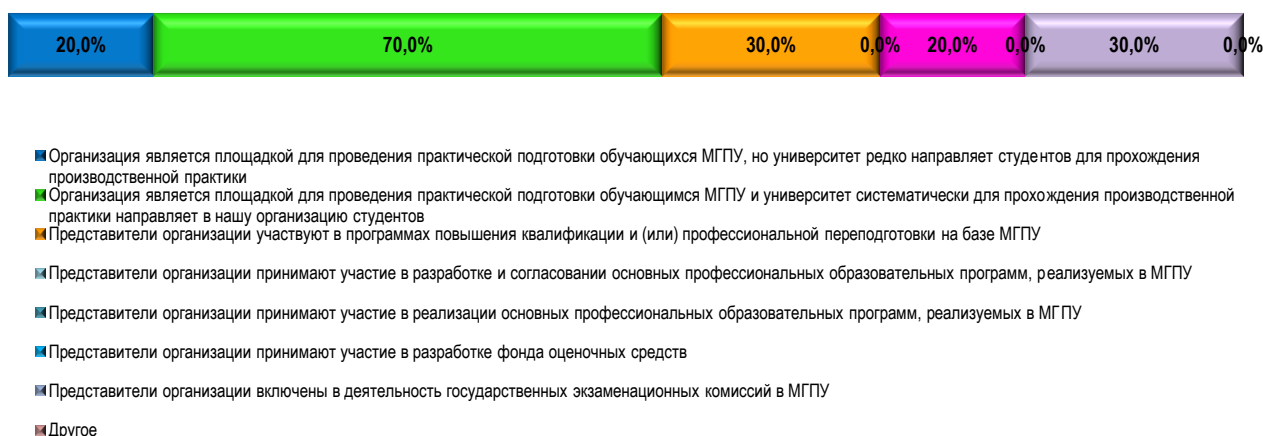 20,0% 70,0% 30,0% 0,0% 20,0% 0,0% 30,0% 0,0%
Организация является площадкой для проведения практической подготовки обучающихся МГПУ, но университет редко направляет студентов для прохождения
производственной практики
Организация является площадкой для проведения практической подготовки обучающимся МГПУ и университет систематически для прохождения производственной
практики направляет в нашу организацию студентов
Представители организации участвуют в программах повышения квалификации и (или) профессиональной переподготовки на базе МГПУ
Представители организации принимают участие в разработке и согласовании основных профессиональных образовательных программ, реализуемых в МГПУ
Представители организации принимают участие в реализации основных профессиональных образовательных программ, реализуемых в МГПУ
Представители организации принимают участие в разработке фонда оценочных средств
Представители организации включены в деятельность государственных экзаменационных комиссий в МГПУ
Другое